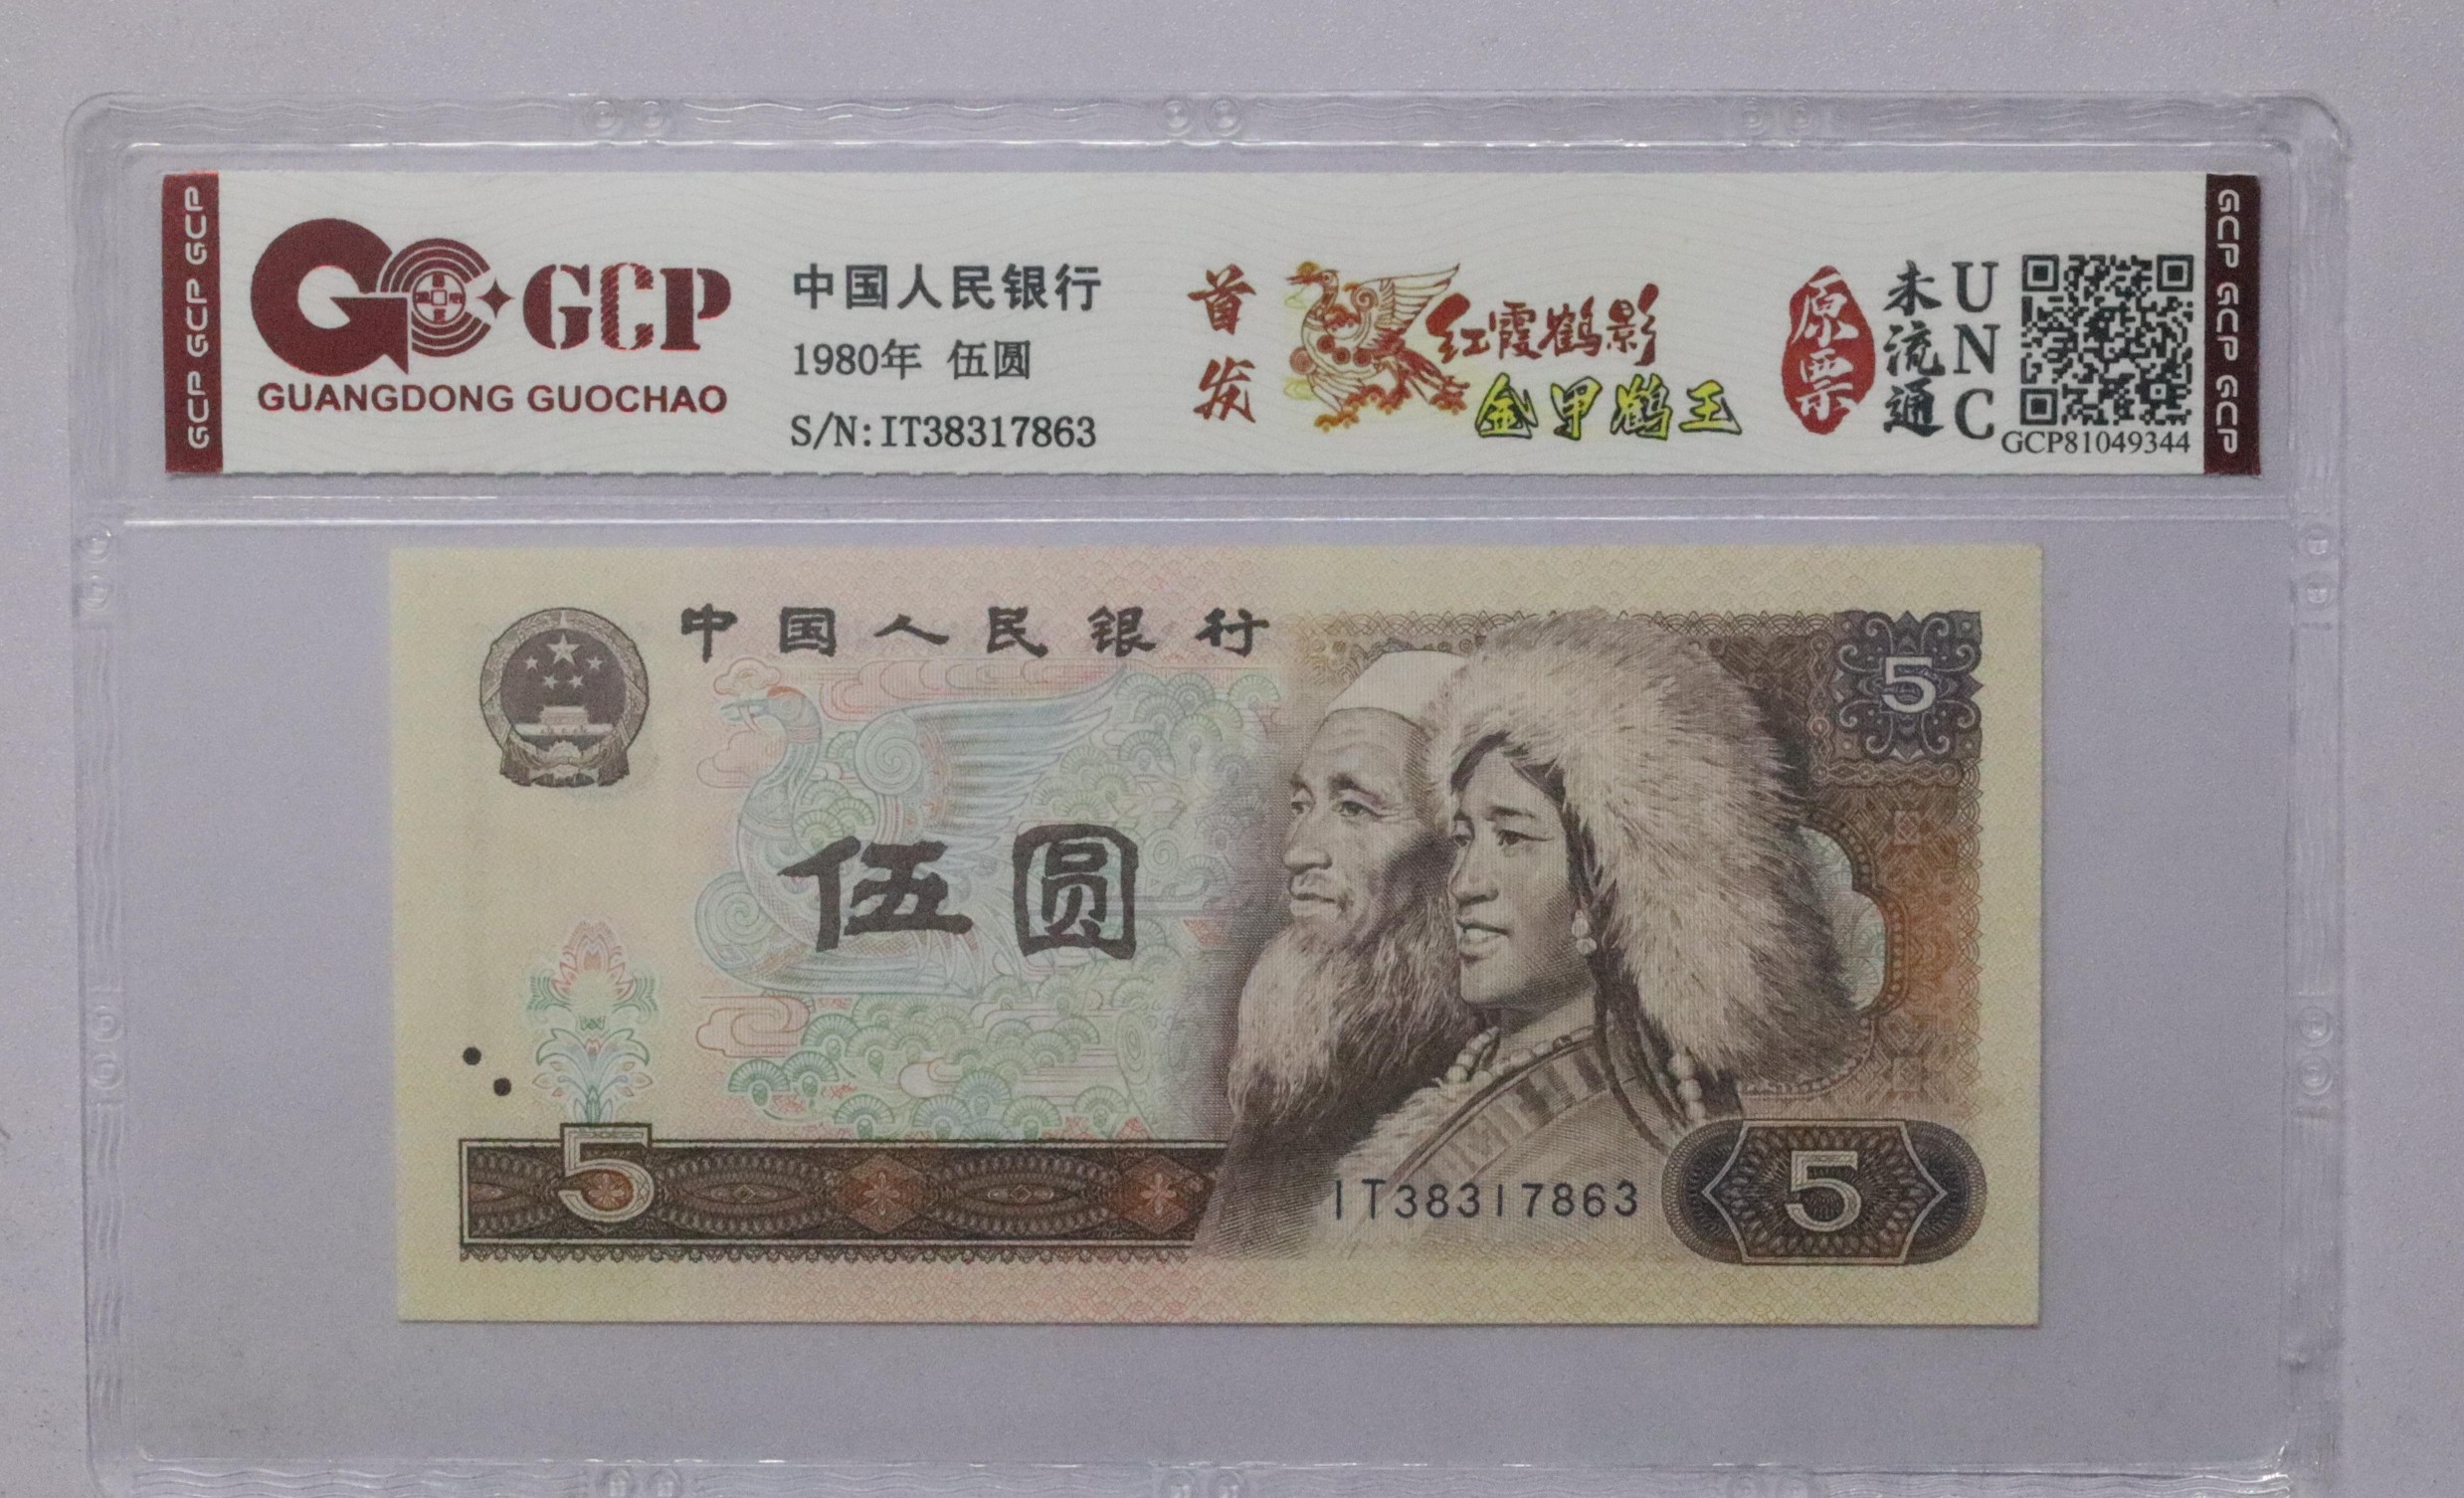 GCP GCP GCP
GCP
GUANGDONG GUOCHAO
中国人民银行
1980年 伍圆
S/N:IT38317863
首发
红霞鹤影
金甲鹤王
原票
未流通
UNC
GCP81049344
GCP GCP GCP
中国人民银行
5
伍圆
5
IT38317863
5